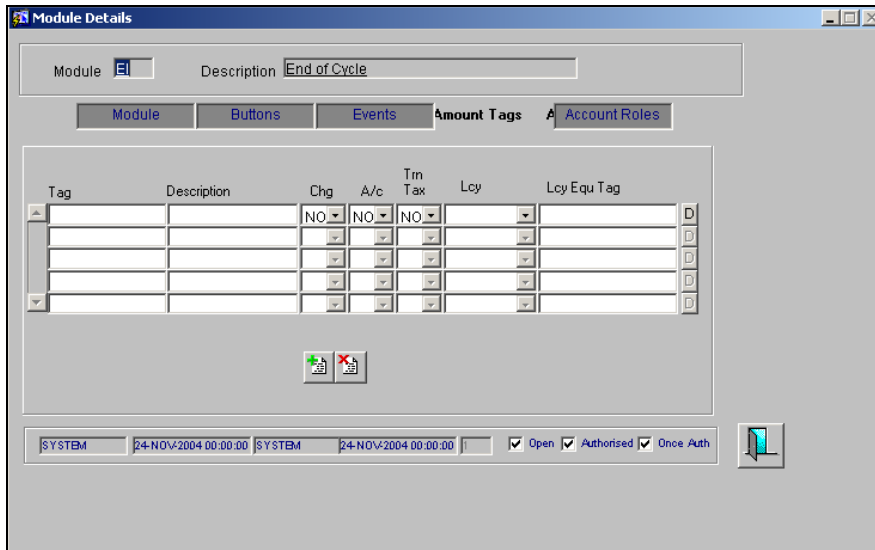 Module Details
Module EI Description End of Cycle
Module Buttons Events Amount Tags A Account Roles
Trn
Tag Description Chg A/c Tax Lcy Lcy Equ Tag
NO NO NO D
D
D
D
D
SYSTEM 24-NOV-2004 00:00:00 SYSTEM 24-NOV-2004 00:00:00 1 Open Authorised Once Auth